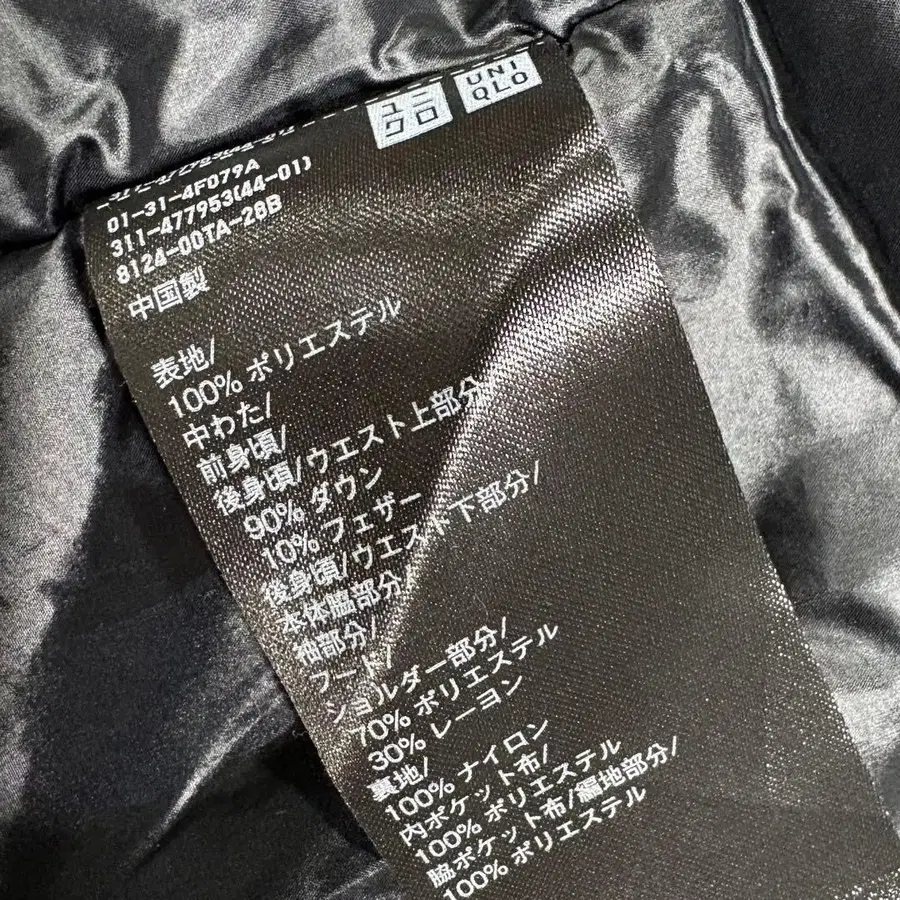 ユニ
クロ
UNI
QLO
01-31-4F079A
311-477953(44-01)
8124-00TA-28B
中国製
表地/
100% ポリエステル
中わた/
前身頃/
後身頃/ウエスト上部分/
90% ダウン
10% フェザー
後身頃/ウエスト下部分/
本体脇部分/
袖部分/
フード/
ショルダー部分/
70% ポリエステル
30% レーヨン
裏地/
100% ナイロン
内ポケット布/
100% ポリエステル
脇ポケット布/編地部分/
100% ポリエステル